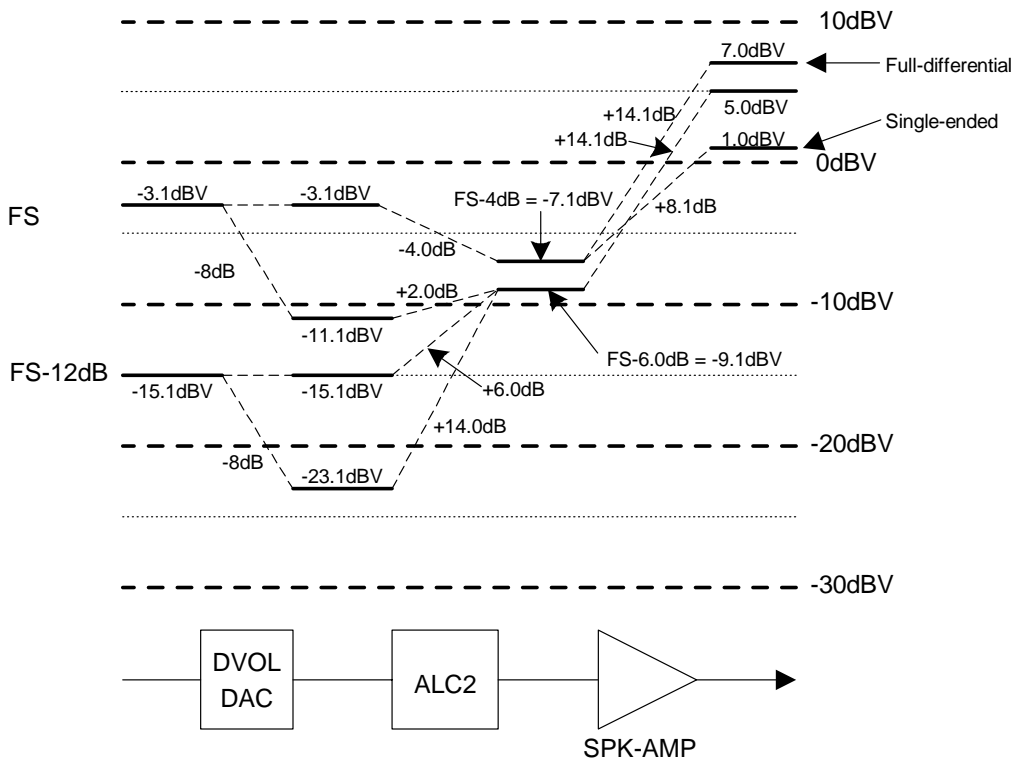 10dBV
7.0dBV
Full-differential
5.0dBV
+14.1dB
+14.1dB
Single-ended
1.0dBV
0dBV
FS
-3.1dBV
-3.1dBV
FS-4dB = -7.1dBV
+8.1dB
-4.0dB
-8dB
+2.0dB
-10dBV
-11.1dBV
FS-6.0dB = -9.1dBV
FS-12dB
-15.1dBV
-15.1dBV
+6.0dB
+14.0dB
-20dBV
-8dB
-23.1dBV
-30dBV
DVOL
DAC
ALC2
SPK-AMP